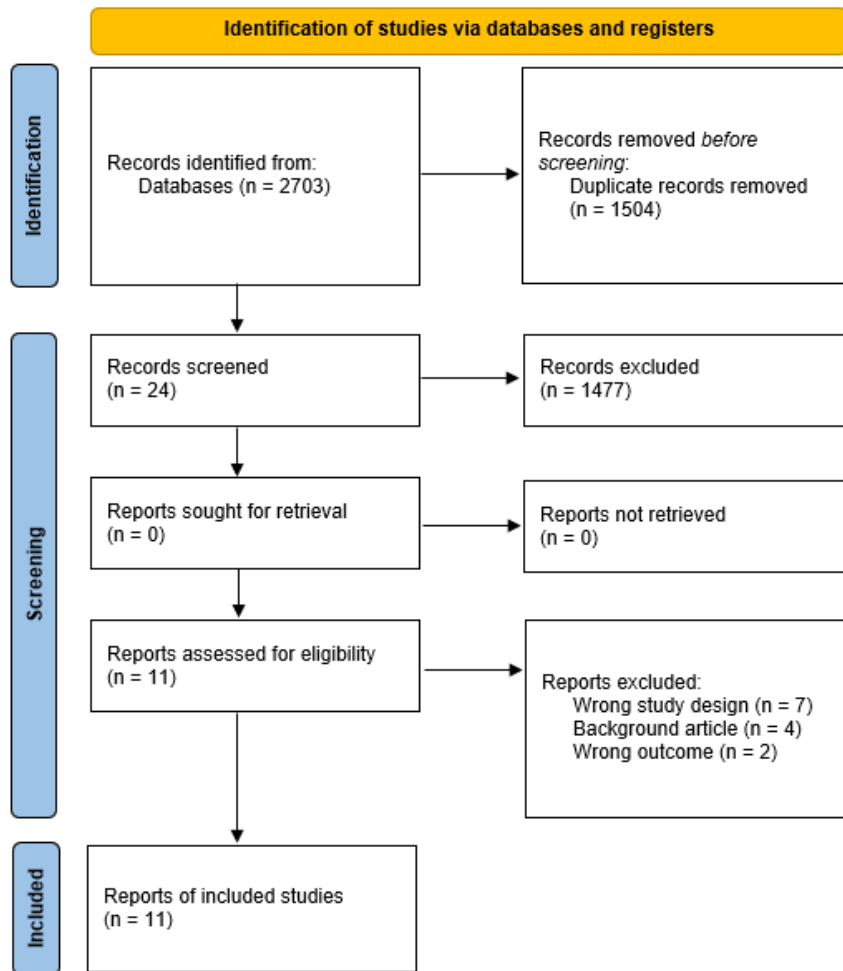 Identification of studies via databases and registers
Identification
Records identified from:
Databases (n = 2703)
Records removed before
screening:
Duplicate records removed
(n = 1504)
Screening
Records screened
(n = 24)
Records excluded
(n = 1477)
Reports sought for retrieval
(n = 0)
Reports not retrieved
(n = 0)
Reports assessed for eligibility
(n = 11)
Reports excluded:
Wrong study design (n = 7)
Background article (n = 4)
Wrong outcome (n = 2)
Included
Reports of included studies
(n = 11)